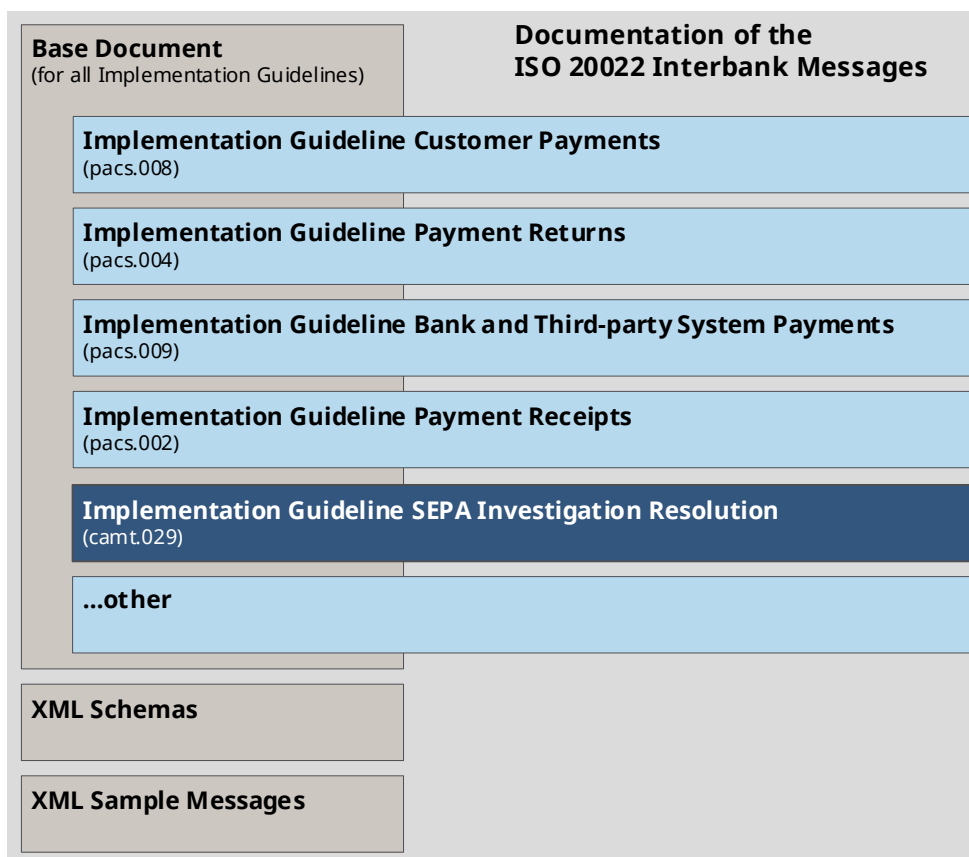 Base Document
(for all Implementation Guidelines)
Documentation of the
ISO 20022 Interbank Messages
Implementation Guideline Customer Payments
(pacs.008)
Implementation Guideline Payment Returns
(pacs.004)
Implementation Guideline Bank and Third-party System Payments
(pacs.009)
Implementation Guideline Payment Receipts
(pacs.002)
Implementation Guideline SEPA Investigation Resolution
(camt.029)
...other
XML Schemas
XML Sample Messages